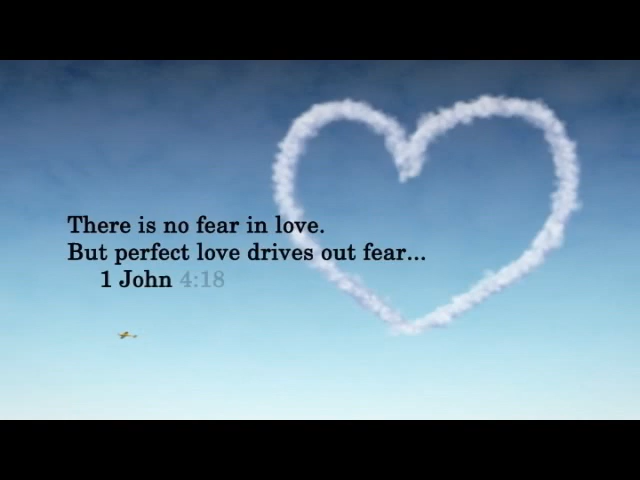 There is no fear in love.
But perfect love drives out fear...
1 John 4:18